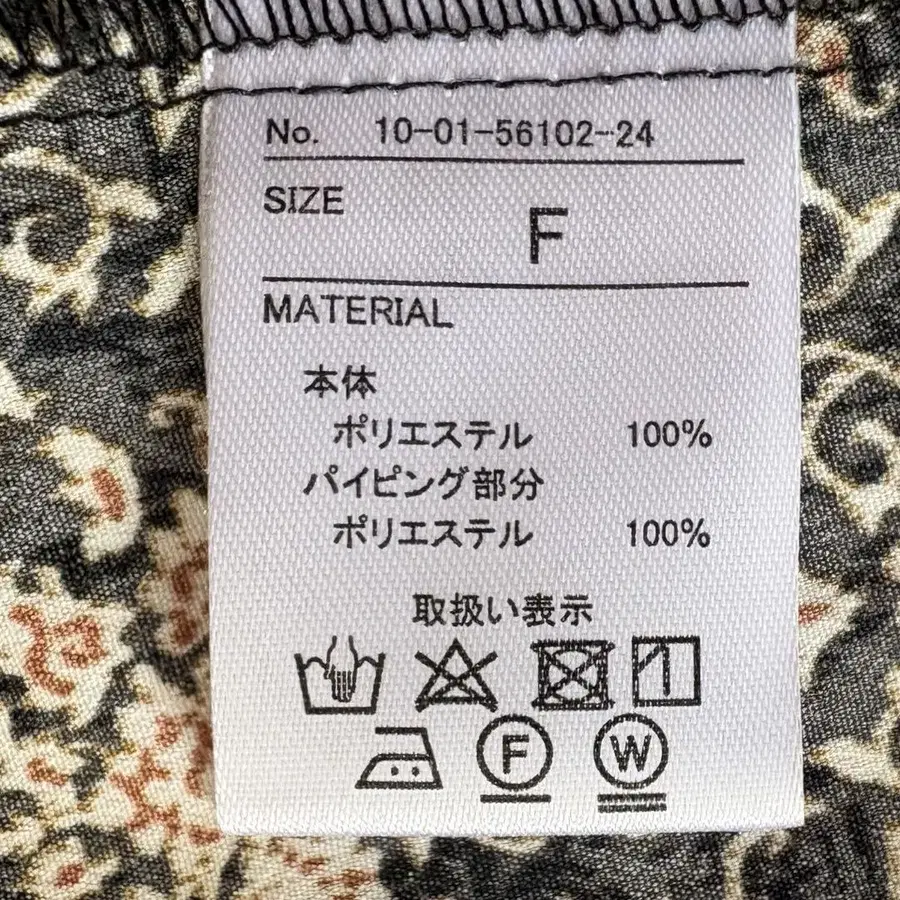 No. 10-01-56102-24
SIZE
F
MATERIAL
本体
ポリエステル 100%
パイピング部分
ポリエステル 100%
取扱い表示
F W